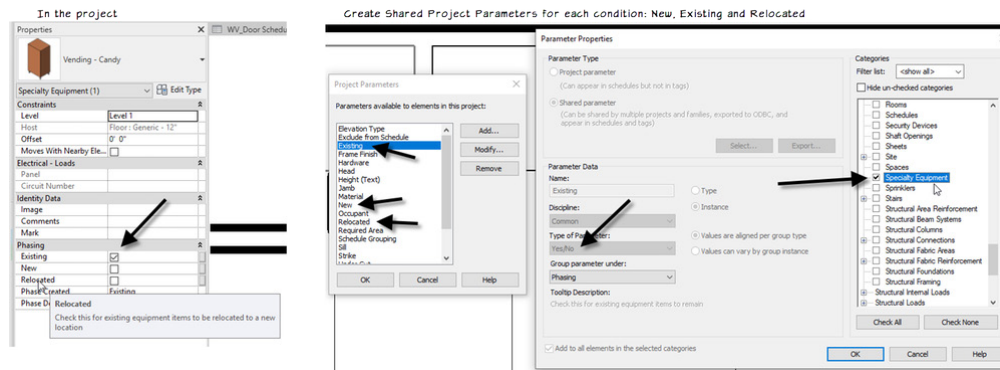 In the project
Create Shared Project Parameters for each condition: New, Existing and Relocated
Properties
WV_Door Schedu
Vending - Candy
Specialty Equipment (1)
Edit Type
Constraints
Level
Level 1
Host
Floor : Generic - 12"
Offset
0' 0"
Moves With Nearby Ele...
Electrical - Loads
Panel
Circuit Number
Identity Data
Image
Comments
Mark
Phasing
Existing
New
Relocated
Phase Created
Existing
Phase De
Relocated
Check this for existing equipment items to be relocated to a new
location
Project Parameters
Parameters available to elements in this project:
Elevation Type
Exclude from Schedule
Existing
Frame Finish
Hardware
Head
Height (Text)
Jamb
Material
New
Occupant
Relocated
Required Area
Schedule Grouping
Sill
Strike
Add...
Modify...
Remove
OK
Cancel
Help
Parameter Properties
Parameter Type
Project parameter
(Can appear in schedules but not in tags)
Shared parameter
(Can be shared by multiple projects and families, exported to ODBC, and
appear in schedules and tags)
Select...
Export...
Parameter Data
Name:
Existing
Type
Discipline:
Instance
Common
Type of Parameter:
Values are aligned per group type
Yes/No
Values can vary by group instance
Group parameter under:
Phasing
Tooltip Description:
Check this for existing equipment items to remain
Add to all elements in the selected categories
Categories
Filter list:
<show all>
Hide un-checked categories
Rooms
Schedules
Security Devices
Shaft Openings
Sheets
Site
Spaces
Specialty Equipment
Sprinklers
Stairs
Structural Area Reinforcement
Structural Beam Systems
Structural Columns
Structural Connections
Structural Fabric Areas
Structural Fabric Reinforcement
Structural Foundations
Structural Framing
Structural Internal Loads
Structural Loads
Check All
Check None
OK
Cancel
Help